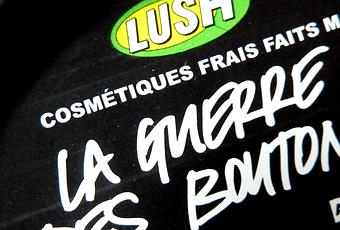 LUSH
COSMÉTIQUES FRAIS FAITS
LA GUERRE
DES BOUTON